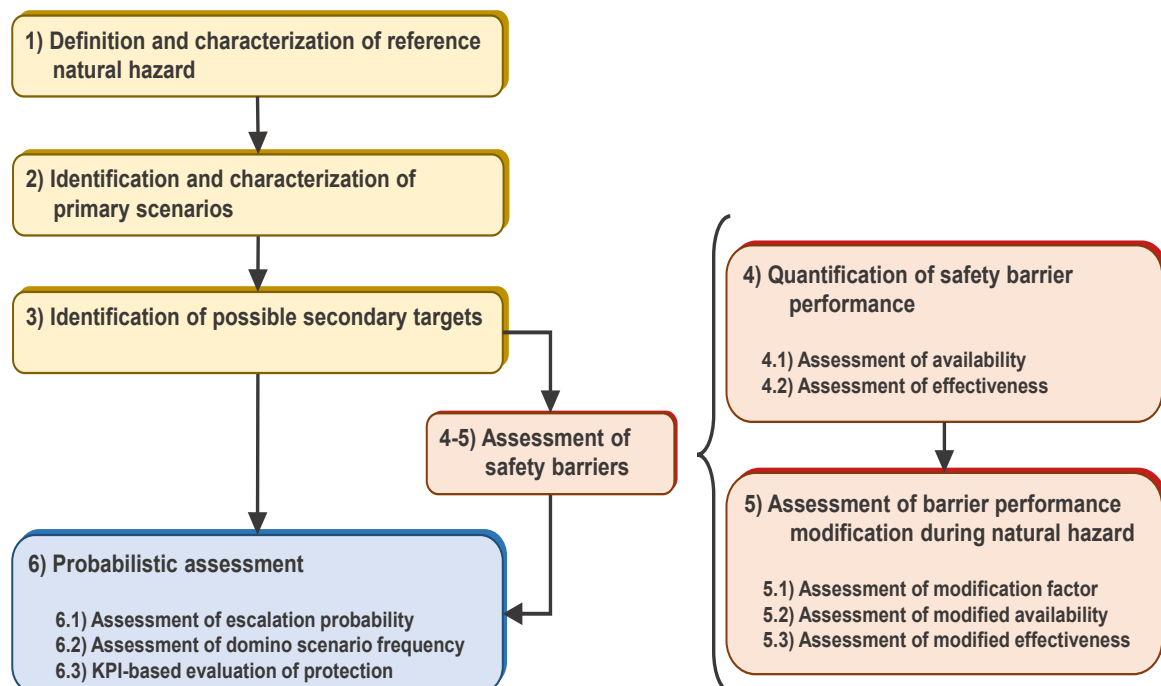 1) Definition and characterization of reference
natural hazard
2) Identification and characterization of
primary scenarios
3) Identification of possible secondary targets
4-5) Assessment of
safety barriers
4) Quantification of safety barrier
performance
4.1) Assessment of availability
4.2) Assessment of effectiveness
5) Assessment of barrier performance
modification during natural hazard
5.1) Assessment of modification factor
5.2) Assessment of modified availability
5.3) Assessment of modified effectiveness
6) Probabilistic assessment
6.1) Assessment of escalation probability
6.2) Assessment of domino scenario frequency
6.3) KPI-based evaluation of protection